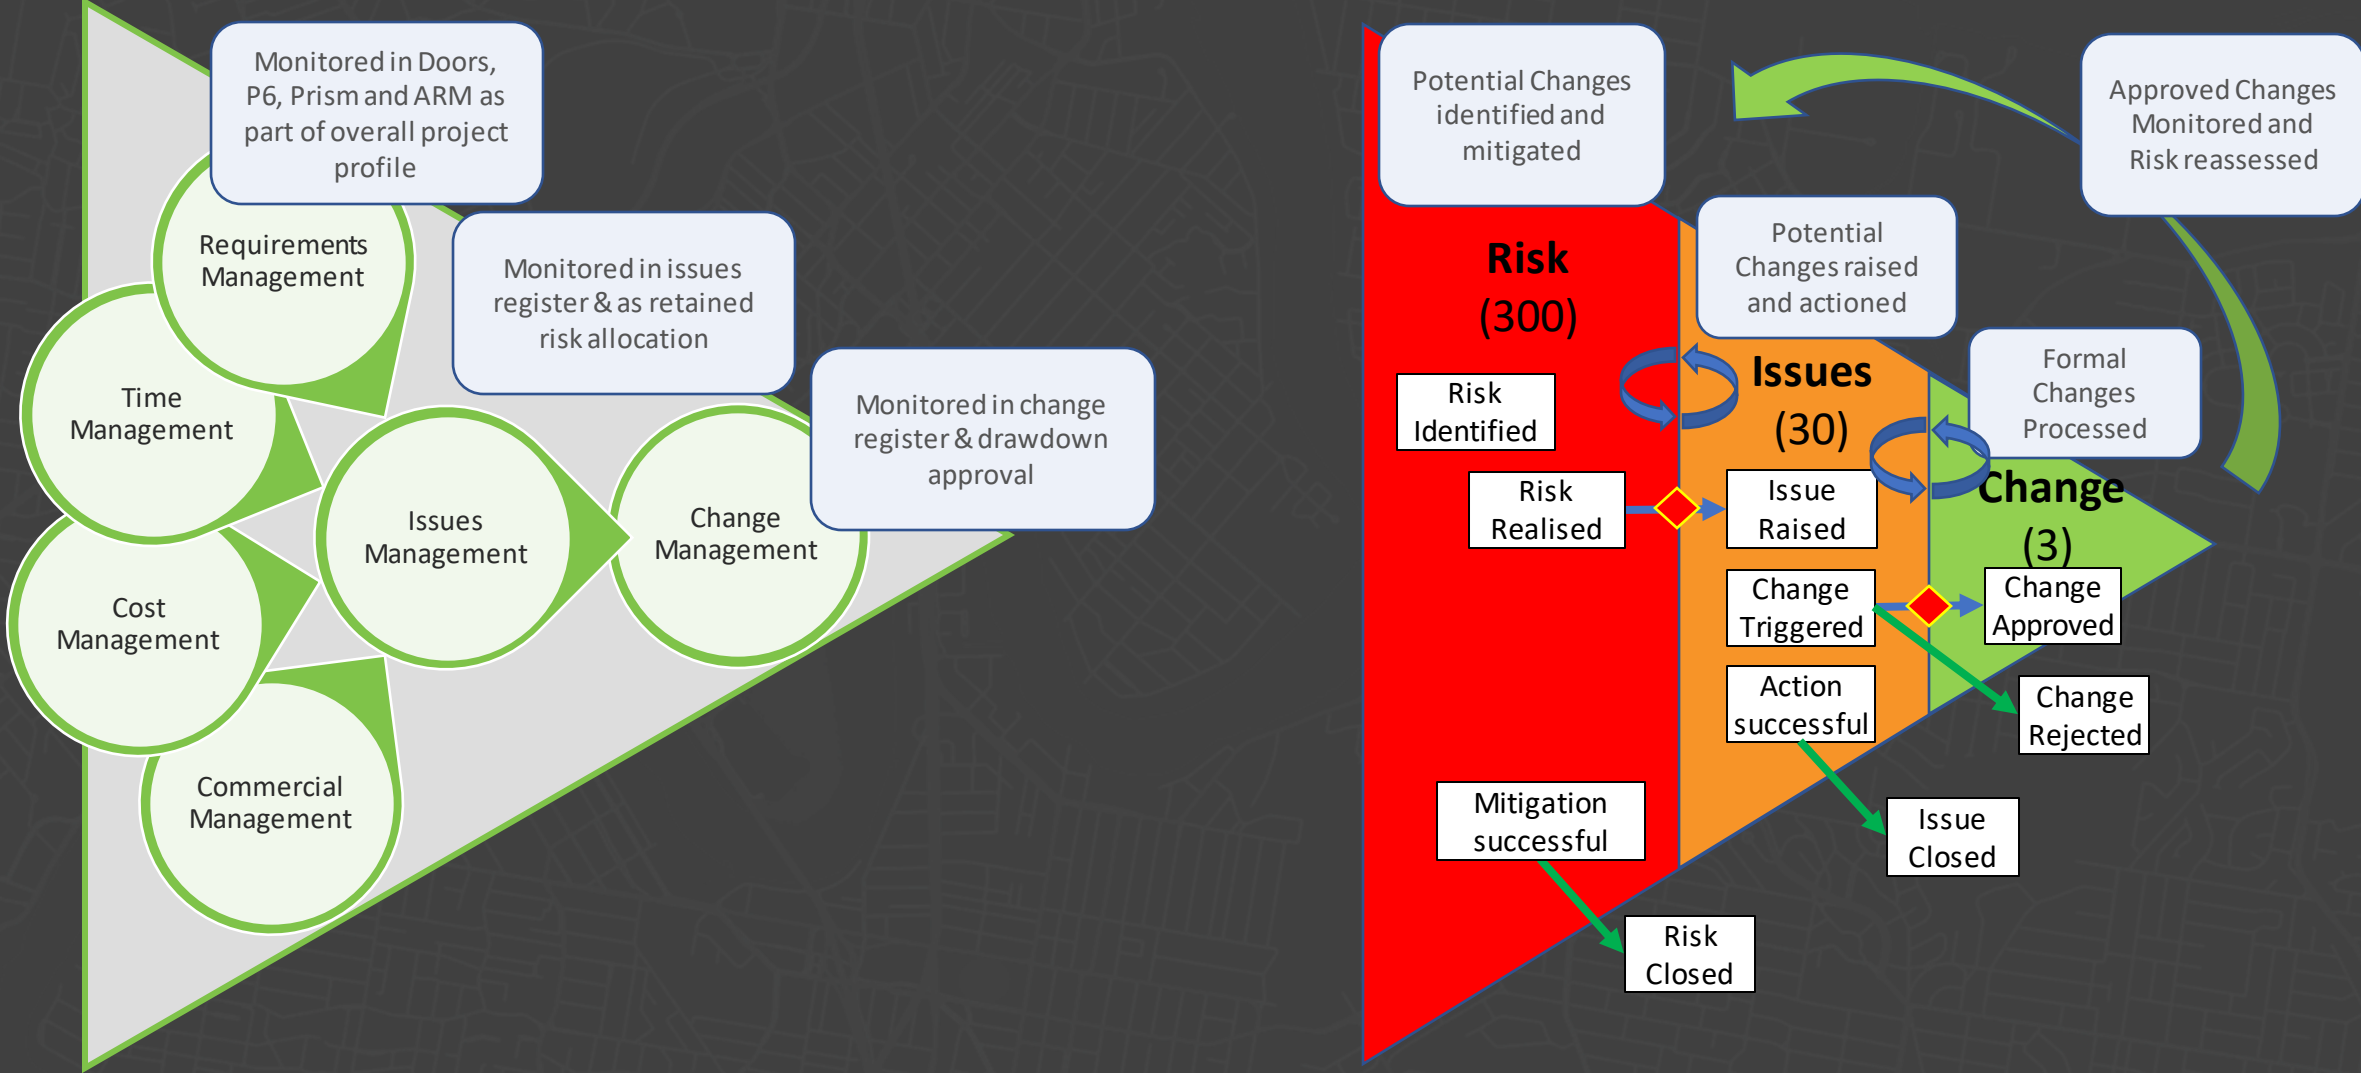 Monitored in Doors,
P6, Prism and ARM as
part of overall project
profile
Requirements
Management
Monitored in issues
register & as retained
risk allocation
Time
Management
Monitored in change
register & drawdown
approval
Issues
Management
Change
Management
Cost
Management
Commercial
Management
Potential Changes
identified and
mitigated
Approved Changes
Monitored and
Risk reassessed
Risk
(300)
Potential
Changes raised
and actioned
Issues
(30)
Formal
Changes
Processed
Change
(3)
Risk
Identified
Risk
Realised
Issue
Raised
Change
Triggered
Change
Approved
Action
successful
Change
Rejected
Mitigation
successful
Issue
Closed
Risk
Closed